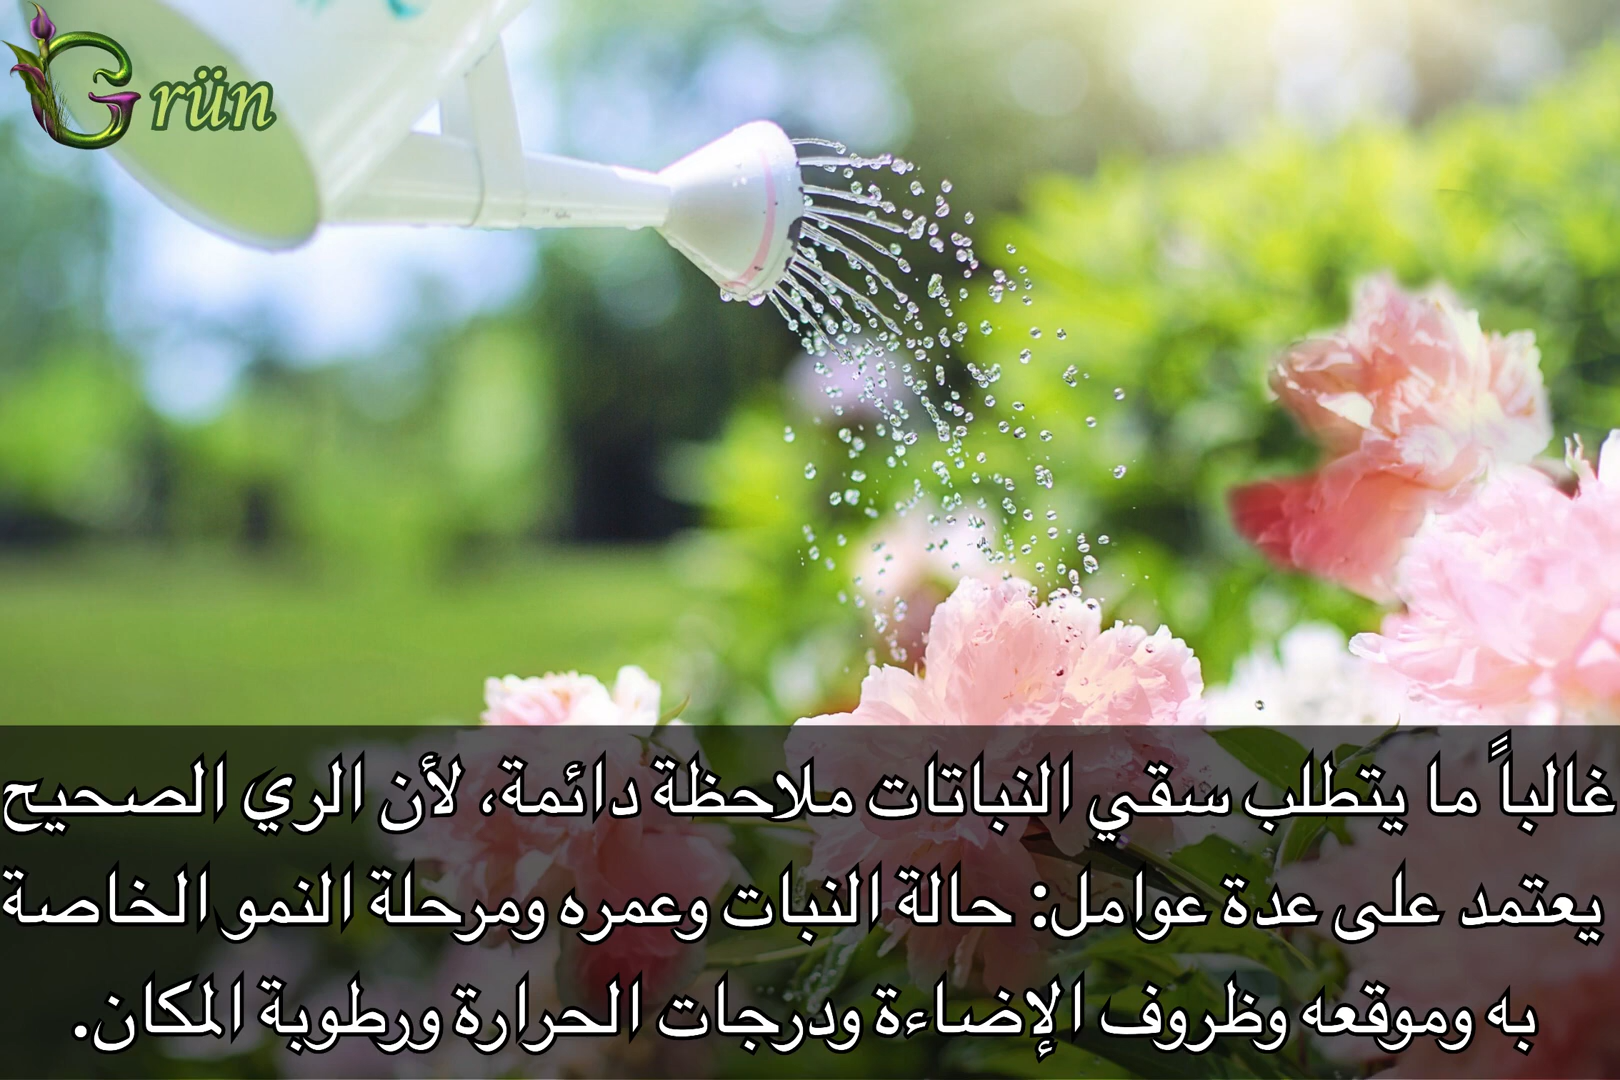 Grün
غالباً ما يتطلب سقي النباتات ملاحظة دائمة، لأن الري الصحيح
يعتمد على عدة عوامل: حالة النبات وعمره ومرحلة النمو الخاصة
به وموقعه وظروف الإضاءة ودرجات الحرارة ورطوبة المكان.